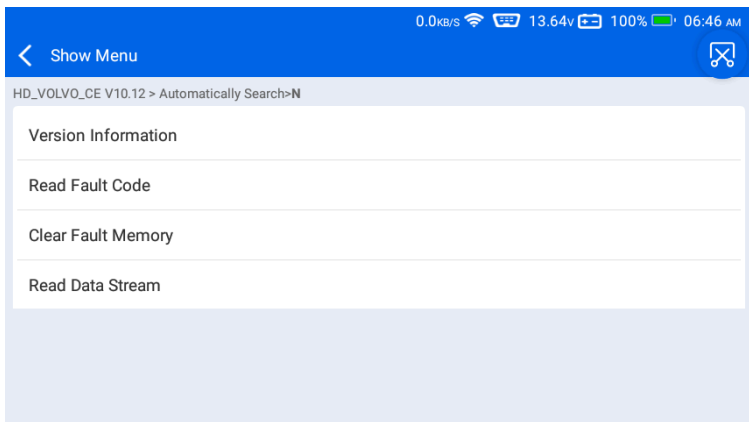 0.0KB/S 13.64V 100% 06:46 AM
Show Menu
HD_VOLVO_CE V10.12 > Automatically Search>N
Version Information
Read Fault Code
Clear Fault Memory
Read Data Stream